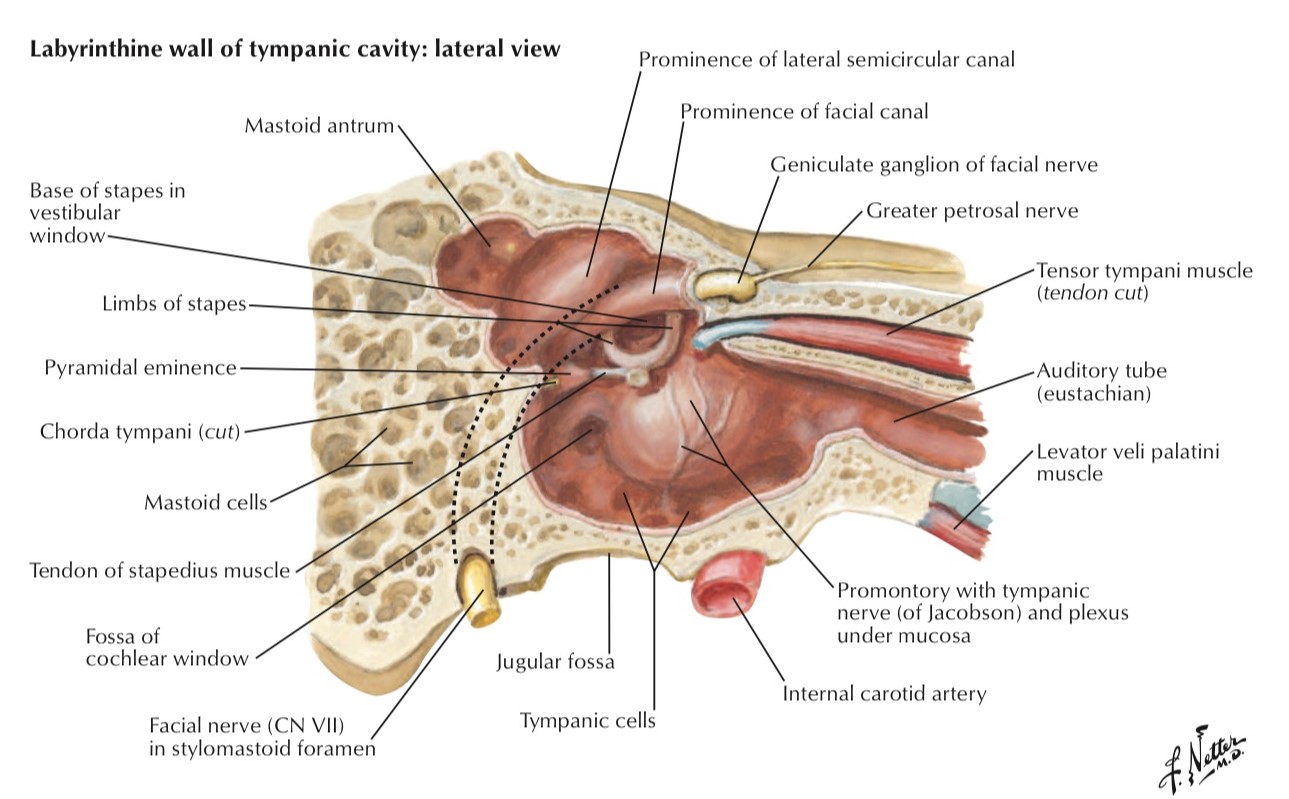 Labyrinthine wall of tympanic cavity: lateral view
Prominence of lateral semicircular canal
Prominence of facial canal
Mastoid antrum
Geniculate ganglion of facial nerve
Base of stapes in
vestibular
window
Greater petrosal nerve
Tensor tympani muscle
(tendon cut)
Limbs of stapes
Pyramidal eminence
Auditory tube
(eustachian)
Chorda tympani (cut)
Levator veli palatini
muscle
Mastoid cells
Tendon of stapedius muscle
Promontory with tympanic
nerve (of Jacobson) and plexus
under mucosa
Fossa of
cochlear window
Jugular fossa
Internal carotid artery
Tympanic cells
Facial nerve (CN VII)
in stylomastoid foramen
F. Netter
M.D.